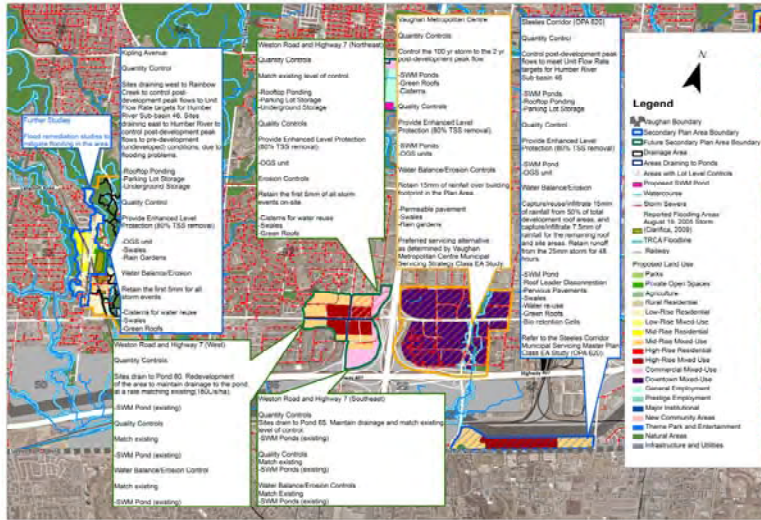 Kipling Avenue
Quantity Control
Sites draining west to Rainbow
Creek to control post-
development peak flows to Unit
Flow Rate targets for Humber
River Sub-basin 46. Sites
draining east to Humber River to
control post-development peak
flows to pre-development
(undeveloped) conditions, due to
flooding problems.
-Rooftop Ponding
-Parking Lot Storage
-Underground Storage
Quality Control
Provide Enhanced Level
Protection (80% TSS removal)
-OGS unit
-Swales
-Rain Gardens
Water Balance/Erosion
Retain the first 5mm for all
storm events
-Cisterns for water reuse
-Swales
-Green Roofs
Further Studies
Flood remediation studies to
mitigate flooding in the area.
Weston Road and Highway 7 (Northeast)
Quantity Controls
Match existing level of control
-Rooftop Ponding
-Parking Lot Storage
-Underground Storage
Quality Controls
Provide Enhanced Level Protection
(80% TSS removal)
-OGS unit
Erosion Controls
Retain the first 5mm of all storm
events on-site
-Cisterns for water reuse
-Swales
-Green Roofs
Vaughan Metropolitan Centre
Quantity Controls
Control the 100 yr storm to the 2 yr
post-development peak flow
-SWM Ponds
-Green Roofs
-Cisterns
Quality Controls
Provide Enhanced Level
Protection (80% TSS removal)
-SWM Ponds
-OGS units
Water Balance/Erosion Controls
Retain 15mm of rainfall over building
footprint in the Plan Area.
-Permeable pavement
-Swales
-Rain gardens
Preferred servicing alternative
as determined by Vaughan
Metropolitan Centre Municipal
Servicing Strategy Class EA Study
Steeles Corridor (OPA 620)
Quantity Control
Control post-development peak
flows to meet Unit Flow Rate
targets for Humber River
Sub-basin 46
-SWM Ponds
-Rooftop Ponding
-Parking Lot Storage
Quality Control
Provide Enhanced Level
Protection (80% TSS removal)
-SWM Pond
-OGS unit
Water Balance/Erosion
Capture/reuse/infiltrate 15mm
of rainfall from 50% of total
development roof areas, and
capture/infiltrate 7.5mm of
rainfall for the remaining roof
and site areas. Retain runoff
from the 25mm storm for 48
hours.
-SWM Pond
-Roof Leader Disconnection
-Pervious Pavements
-Swales
-Water re-use
-Green Roofs
-Bio retention Cells
Refer to the Steeles Corridor
Municipal Servicing Master Plan
Class EA Study (OPA 620)
Weston Road and Highway 7 (West)
Quantity Controls
Sites drain to Pond 80. Redevelopment
of the area to maintain drainage to the pond,
at a rate matching existing(180L/s/ha).
-SWM Pond (existing)
Quality Controls
Match existing
-SWM Pond (existing)
Water Balance/Erosion Control
Match existing
-SWM Pond (existing)
Weston Road and Highway 7 (Southeast)
Quantity Controls
Sites drain to Pond 65. Maintain drainage and match existing
level of control.
-SWM Ponds (existing)
Quality Controls
Match existing
-SWM Ponds (existing)
Water Balance/Erosion Controls
Match Existing
-SWM Ponds (existing)
Highway 407
N
Legend
Vaughan Boundary
Secondary Plan Area Boundary
Future Secondary Plan Area Boundary
Drainage Area
Areas Draining to Ponds
Areas with Lot Level Controls
Proposed SWM Pond
Watercourse
Storm Sewers
Reported Flooding Areas
August 19, 2005 Storm
(Clarifica, 2008)
TRCA Floodline
Railway
Proposed Land Use
Parks
Private Open Spaces
Agriculture
Rural Residential
Low-Rise Residential
Low-Rise Mixed-Use
Mid-Rise Residential
Mid-Rise Mixed-Use
High-Rise Residential
High-Rise Mixed-Use
Commercial Mixed-Use
Downtown Mixed-Use
General Employment
Prestige Employment
Major Institutional
New Community Areas
Theme Park and Entertainment
Natural Areas
Infrastructure and Utilities